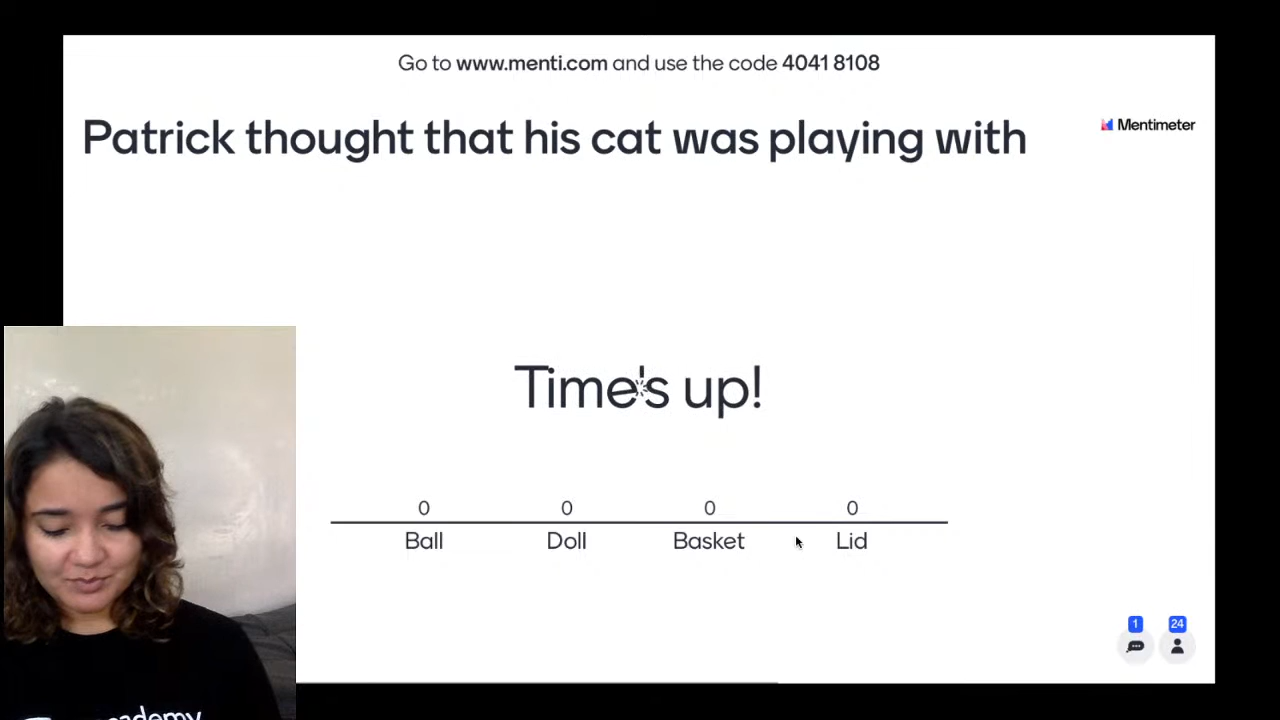 Go to www.menti.com and use the code 4041 8108
Patrick thought that his cat was playing with
Mentimeter
Time's up!
0 0 0 0
Ball Doll Basket Lid
1 24